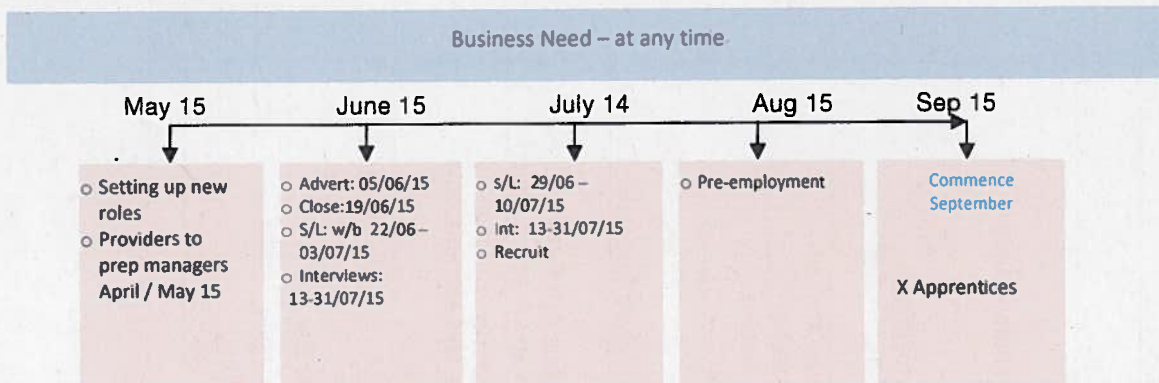 Business Need – at any time
May 15
June 15
July 14
Aug 15
Sep 15
○ Setting up new
roles
○ Providers to
prep managers
April / May 15
○ Advert: 05/06/15
○ Close:19/06/15
○ S/L: w/b 22/06–
03/07/15
○ Interviews:
13-31/07/15
○ S/L: 29/06 –
10/07/15
○ Int: 13-31/07/15
○ Recruit
○ Pre-employment
Commence
September
X Apprentices